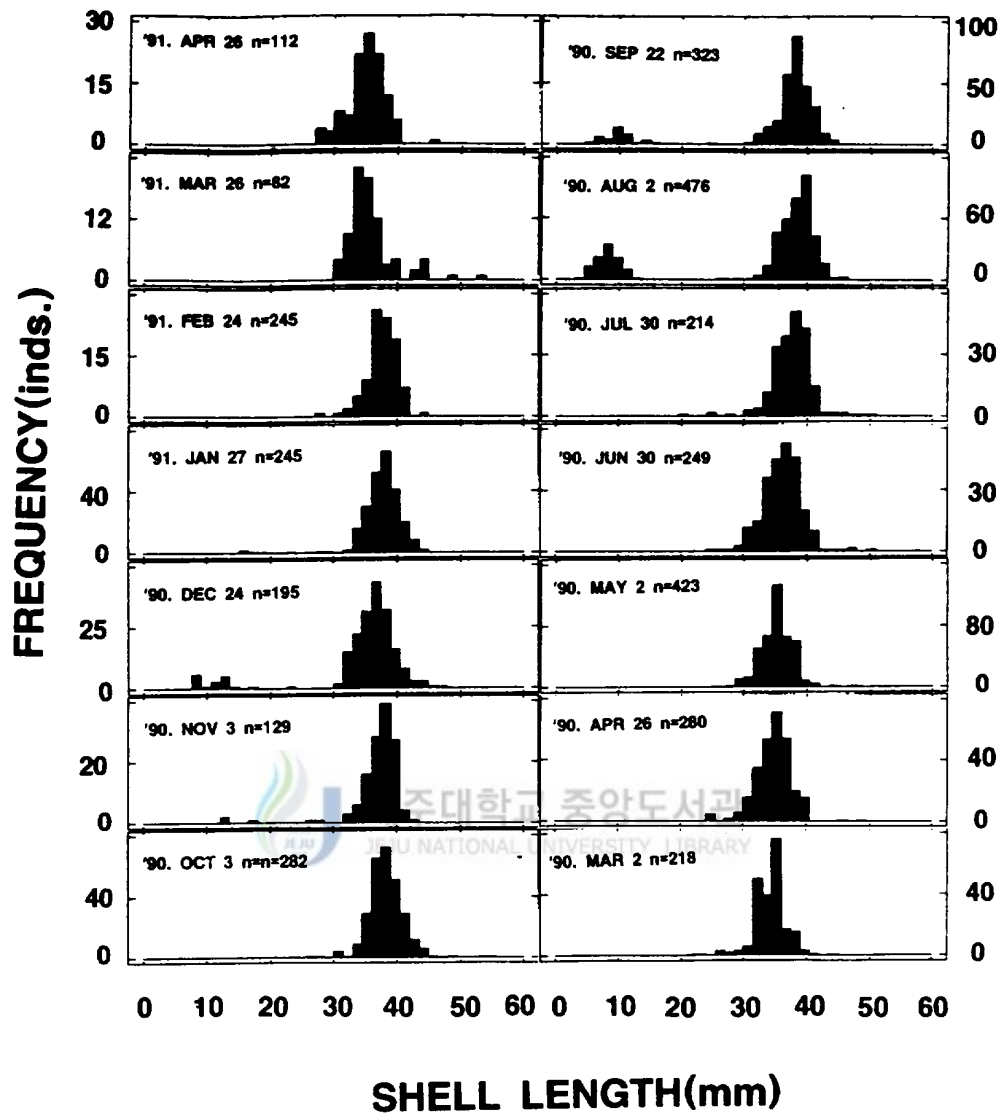 30
15
0
'91. APR 26 n=112
'90. SEP 22 n=323
100
50
0
12
0
'91. MAR 26 n=82
'90. AUG 2 n=476
60
0
15
0
'91. FEB 24 n=245
'90. JUL 30 n=214
30
0
40
0
'91. JAN 27 n=245
'90. JUN 30 n=249
30
0
25
0
'90. DEC 24 n=195
'90. MAY 2 n=423
80
0
20
0
'90. NOV 3 n=129
'90. APR 26 n=280
40
0
주대학교 중앙도서관
JEJU
JEJU NATIONAL UNIVERSITY LIBRARY
40
0
'90. OCT 3 n=n=282
'90. MAR 2 n=218
40
0
FREQUENCY(inds.)
0 10 20 30 40 50 60 0 10 20 30 40 50 60
SHELL LENGTH(mm)